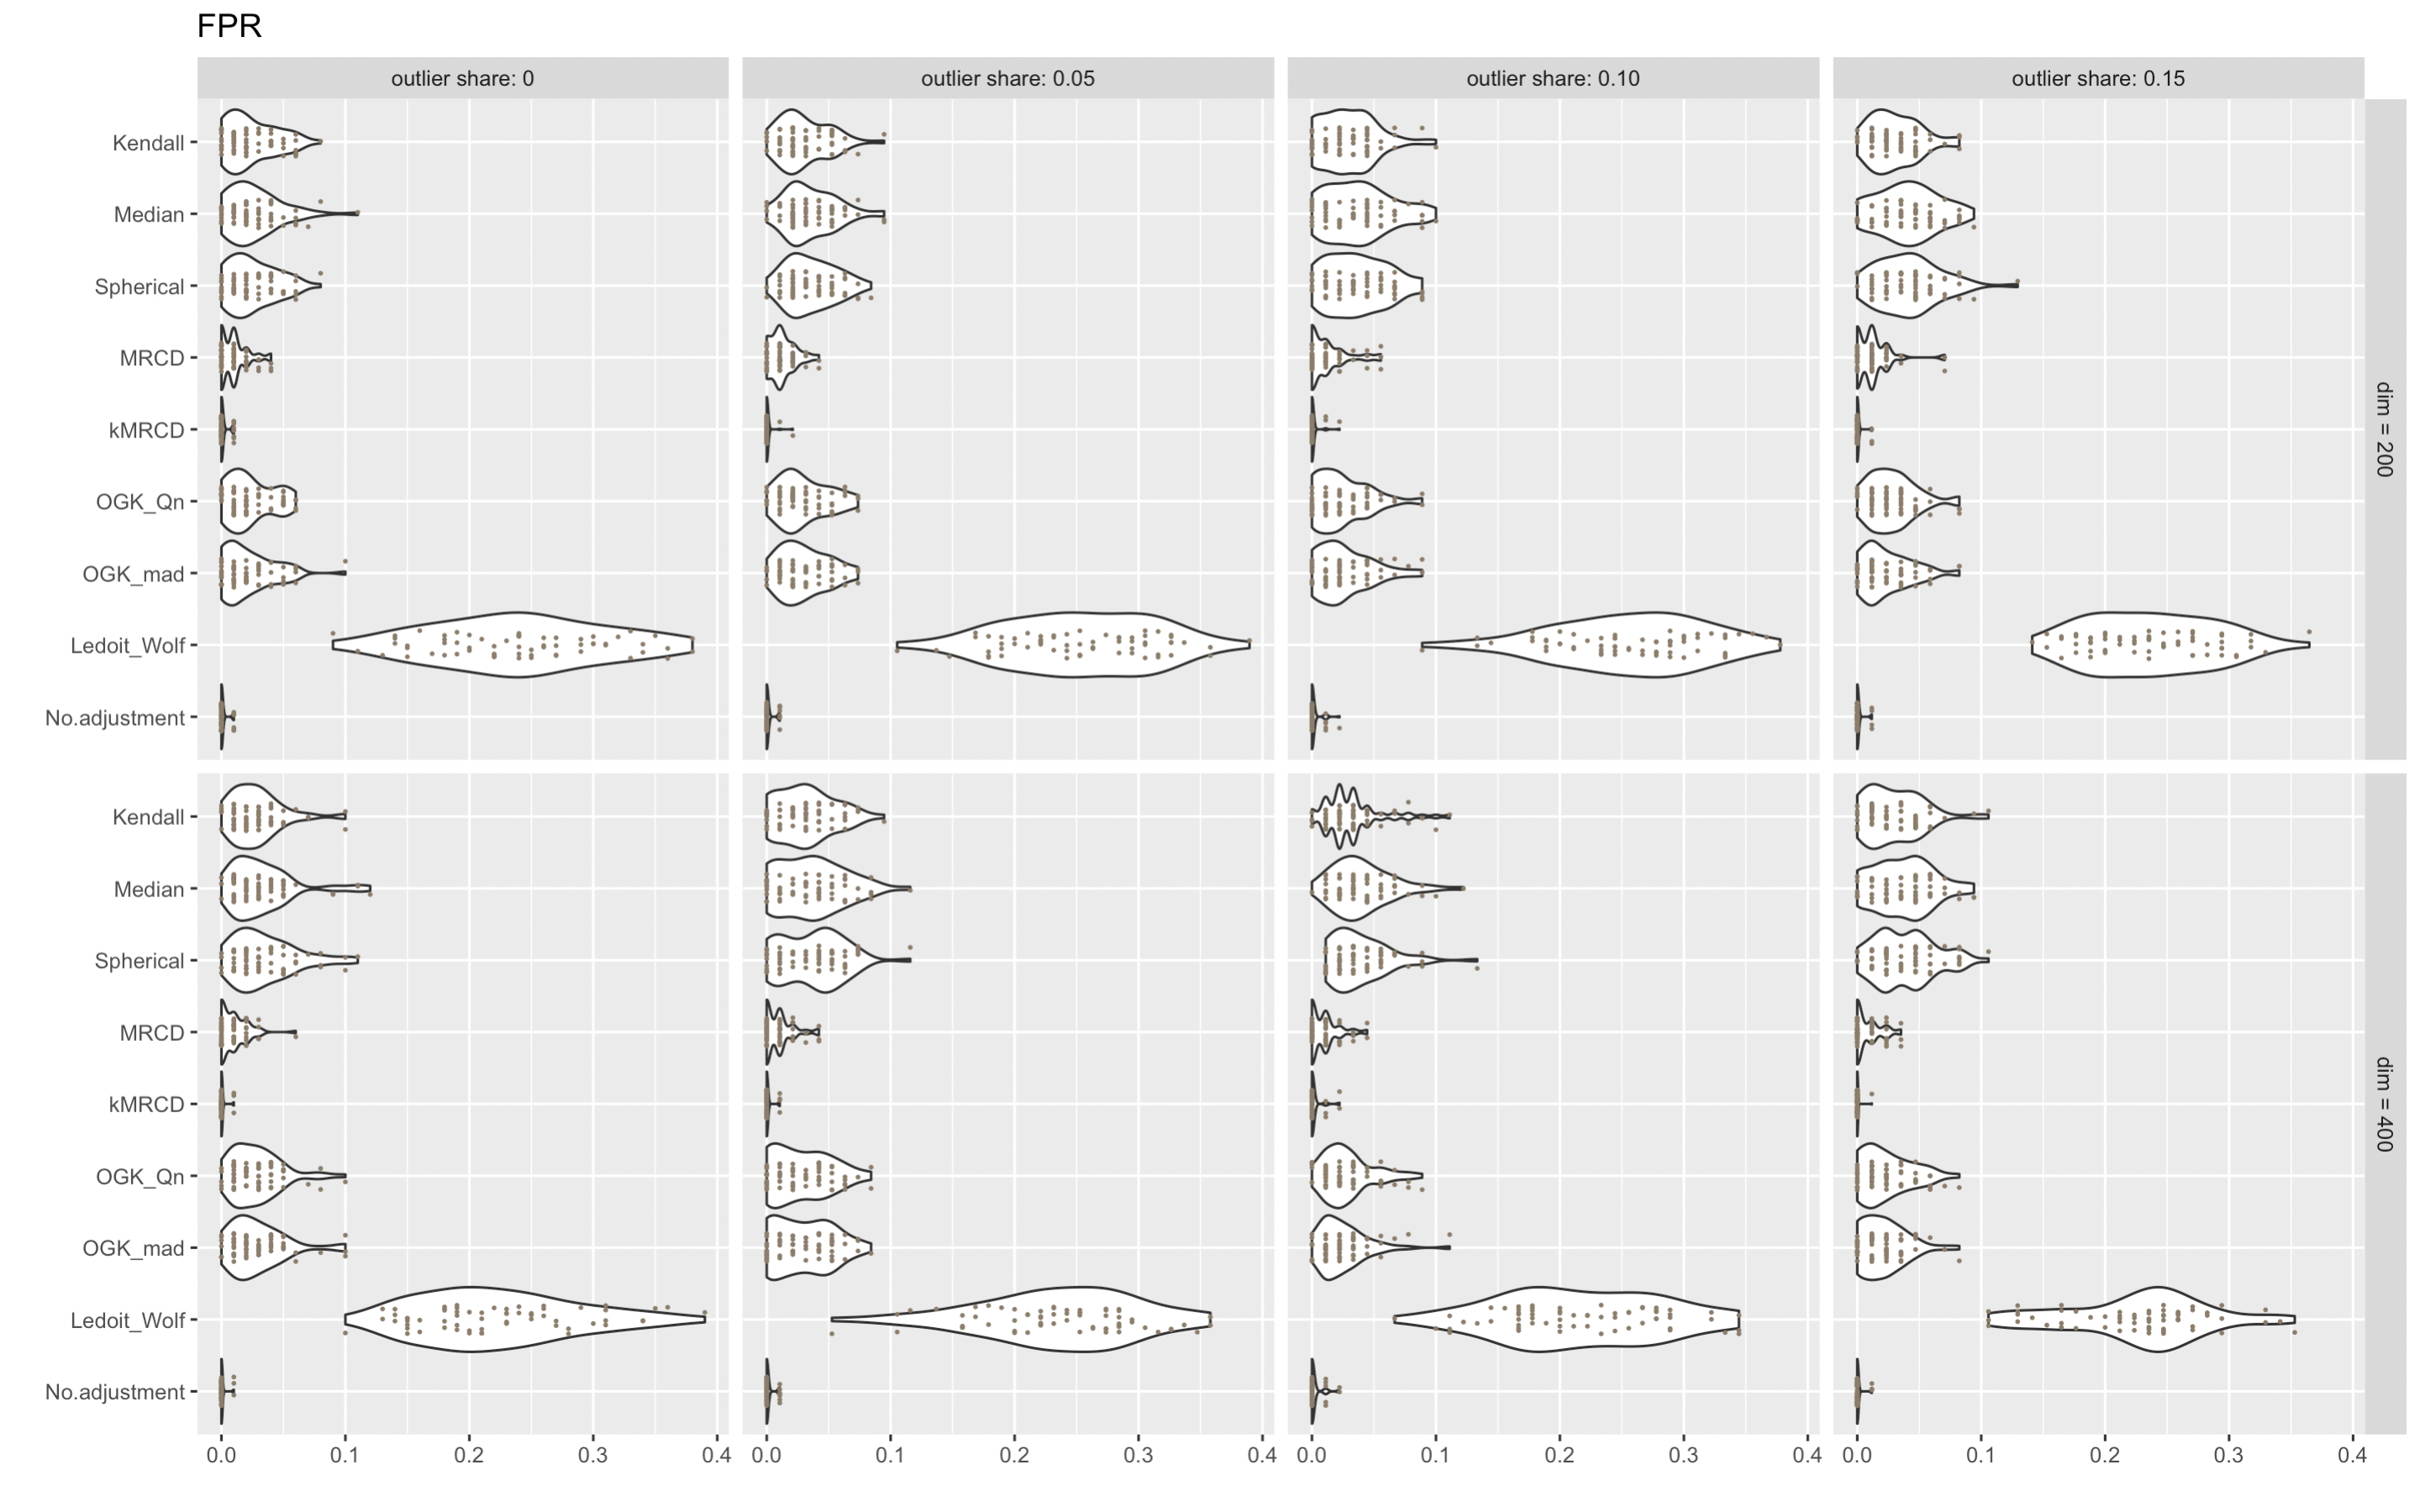 FPR
outlier share: 0
outlier share: 0.05
outlier share: 0.10
outlier share: 0.15
Kendall
Median
Spherical
MRCD
kMRCD
OGK_Qn
OGK_mad
Ledoit_Wolf
No.adjustment
dim = 200
Kendall
Median
Spherical
MRCD
kMRCD
OGK_Qn
OGK_mad
Ledoit_Wolf
No.adjustment
dim = 400
0.0 0.1 0.2 0.3 0.4
0.0 0.1 0.2 0.3 0.4
0.0 0.1 0.2 0.3 0.4
0.0 0.1 0.2 0.3 0.4